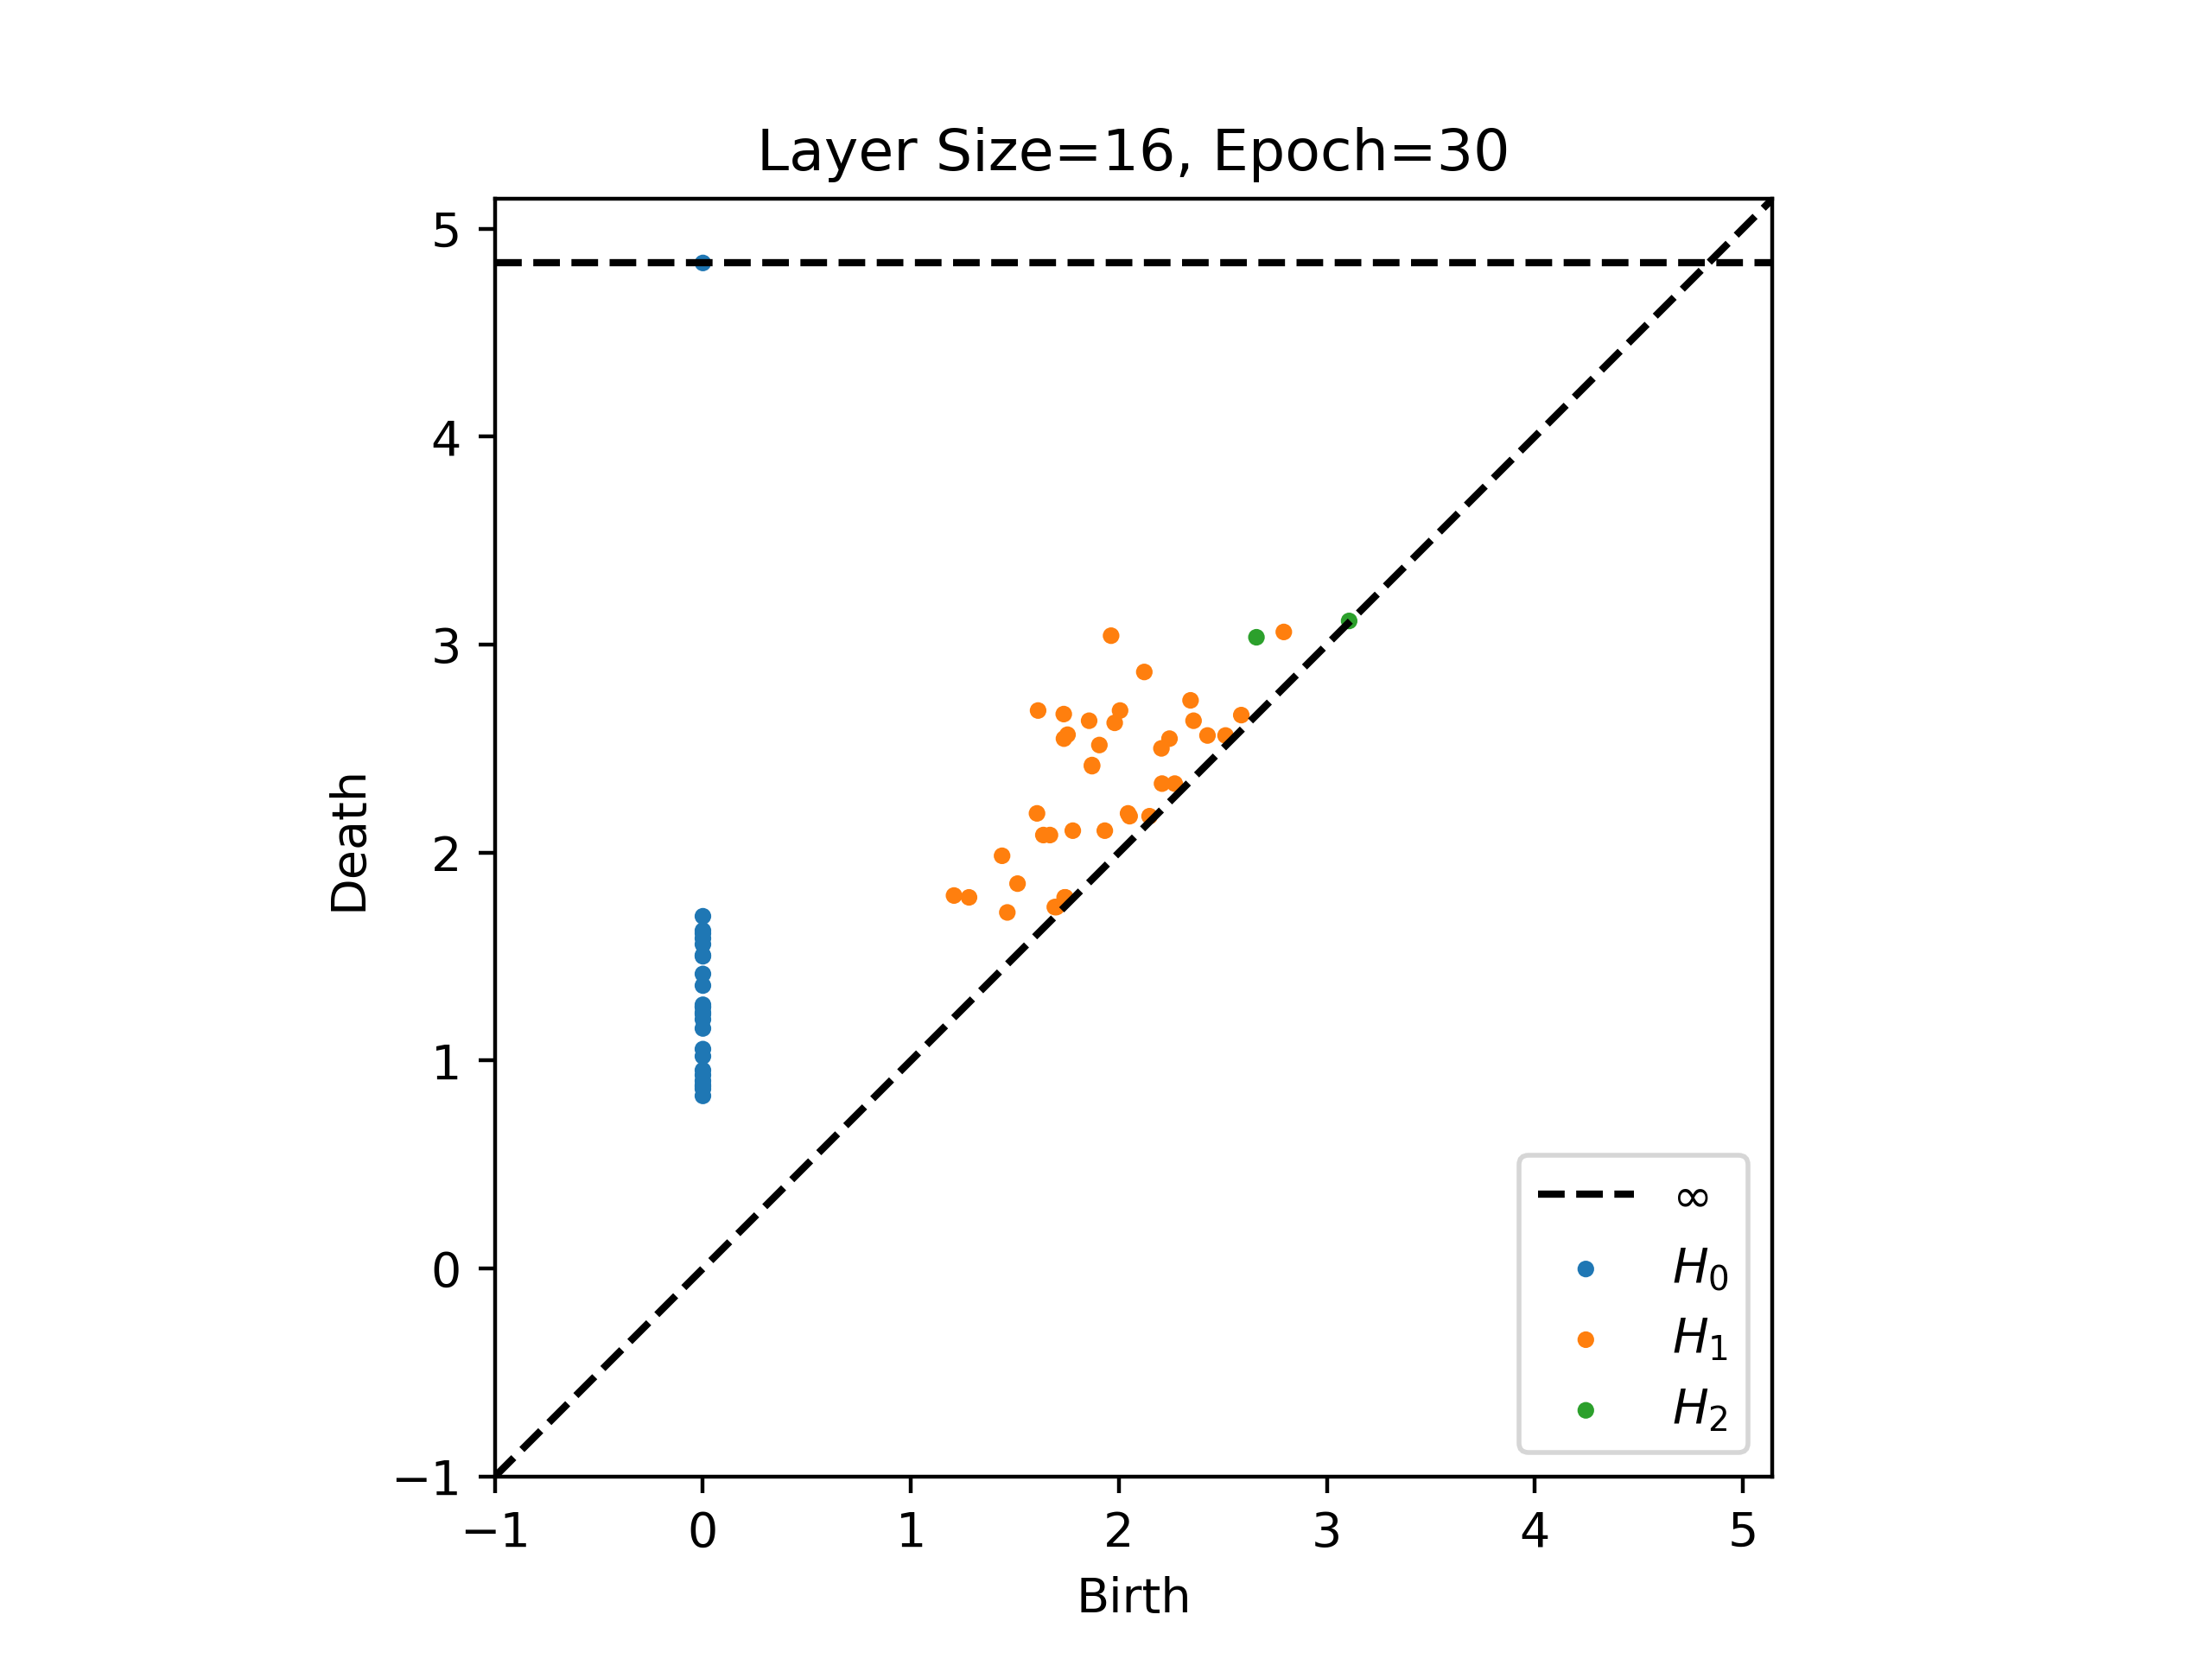 Layer Size=16, Epoch=30
5
4
3
2
1
0
−1
Death
−1 0 1 2 3 4 5
Birth
∞
H₀
H₁
H₂